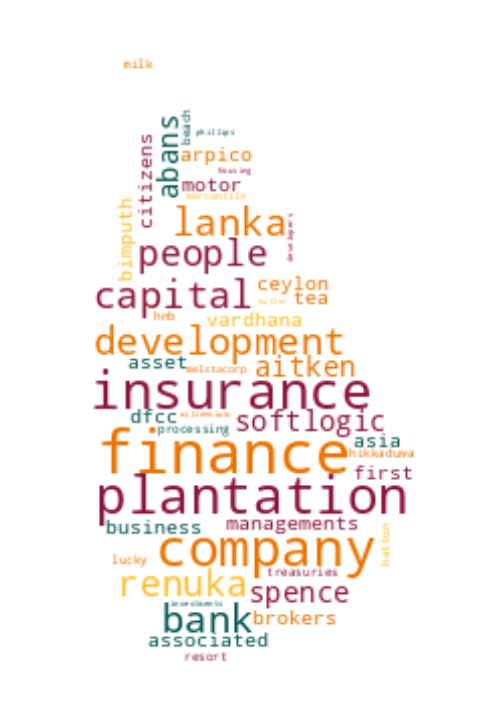 milk
beach
abans
phillips
citizens
arpico
housing
motor
mercantile
bimputh
lanka
developers
people
capital
ceylon
tea
hnb
vardhana
development
asset
melstacorp
aitken
insurance
dfcc
millennium
processing
softlogic
asia
finance
hikkaduwa
first
plantation
business
managements
company
hatton
lucky
treasuries
renuka
spence
investments
bank
brokers
associated
resort